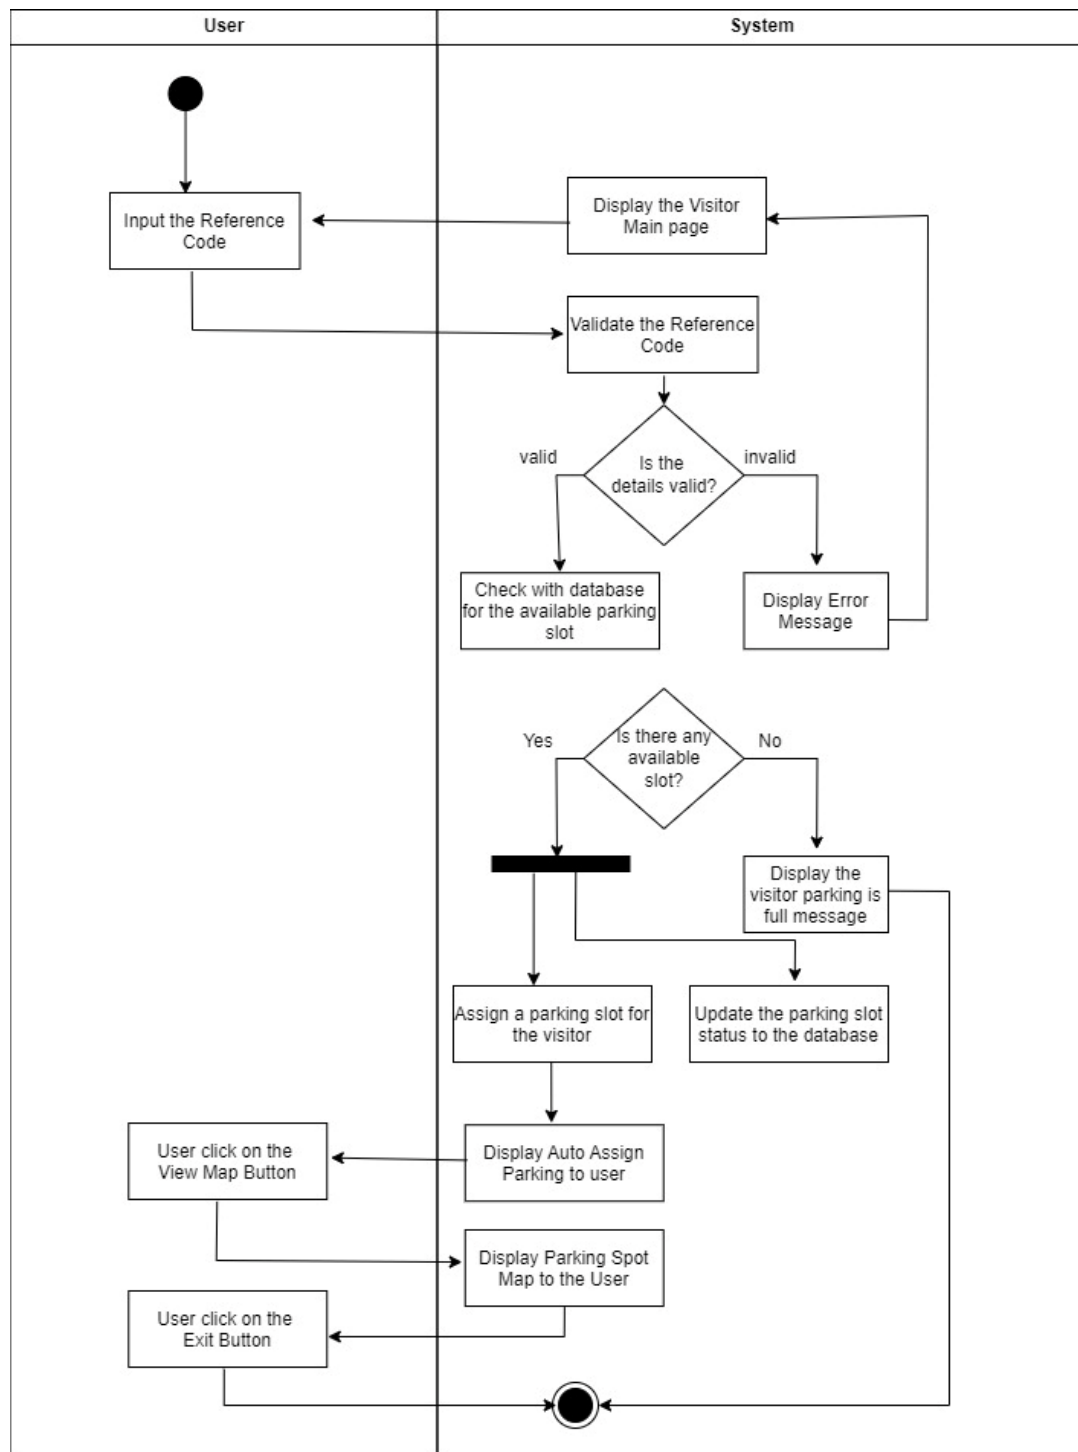 User
System
Display the Visitor
Main page
Input the Reference
Code
Validate the Reference
Code
valid
Is the
details valid?
invalid
Check with database
for the available parking
slot
Display Error
Message
Yes
Is there any
available
slot?
No
Display the
visitor parking is
full message
Assign a parking slot for
the visitor
Update the parking slot
status to the database
User click on the
View Map Button
Display Auto Assign
Parking to user
Display Parking Spot
Map to the User
User click on the
Exit Button